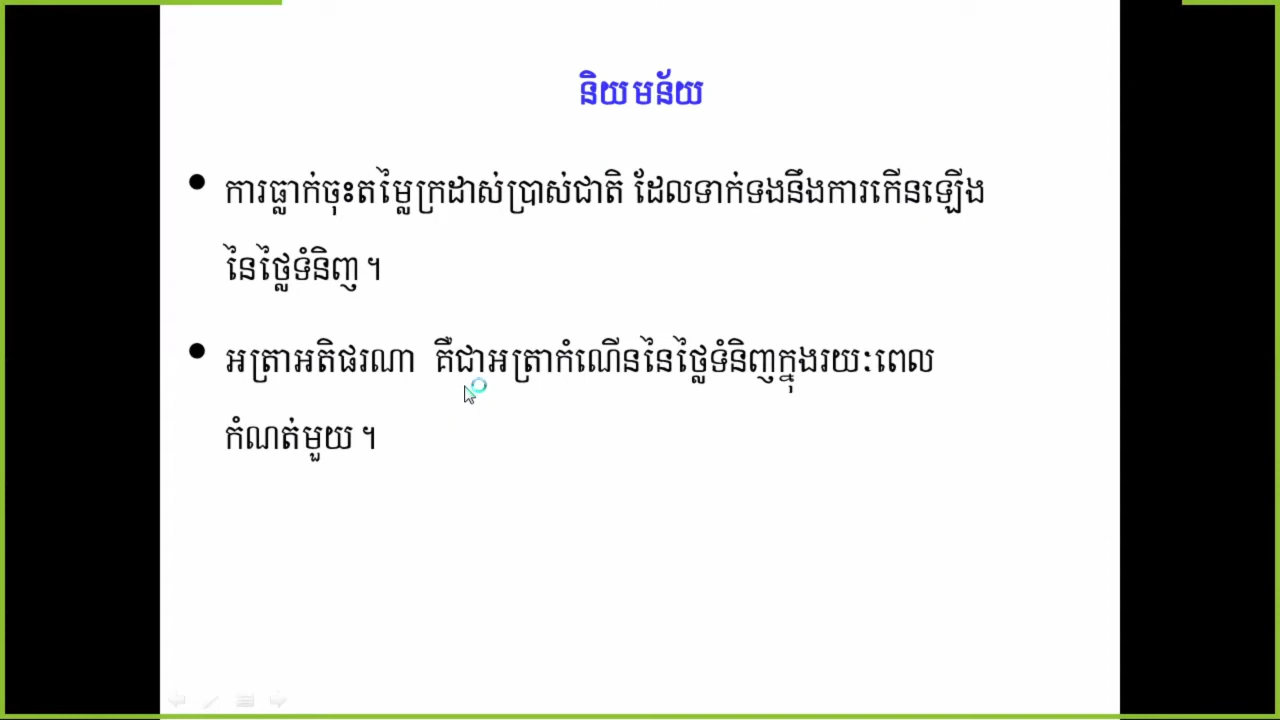 និយមន័យ
• ការធ្លាក់ចុះតម្លៃក្រដាស់ប្រាស់ជាតិ ដែលទាក់ទងនឹងការកើនឡើង
នៃថ្លៃទំនិញ។
• អត្រាអតិផរណា គឺជាអត្រាកំណើននៃថ្លៃទំនិញក្នុងរយៈពេល
កំណត់មួយ។